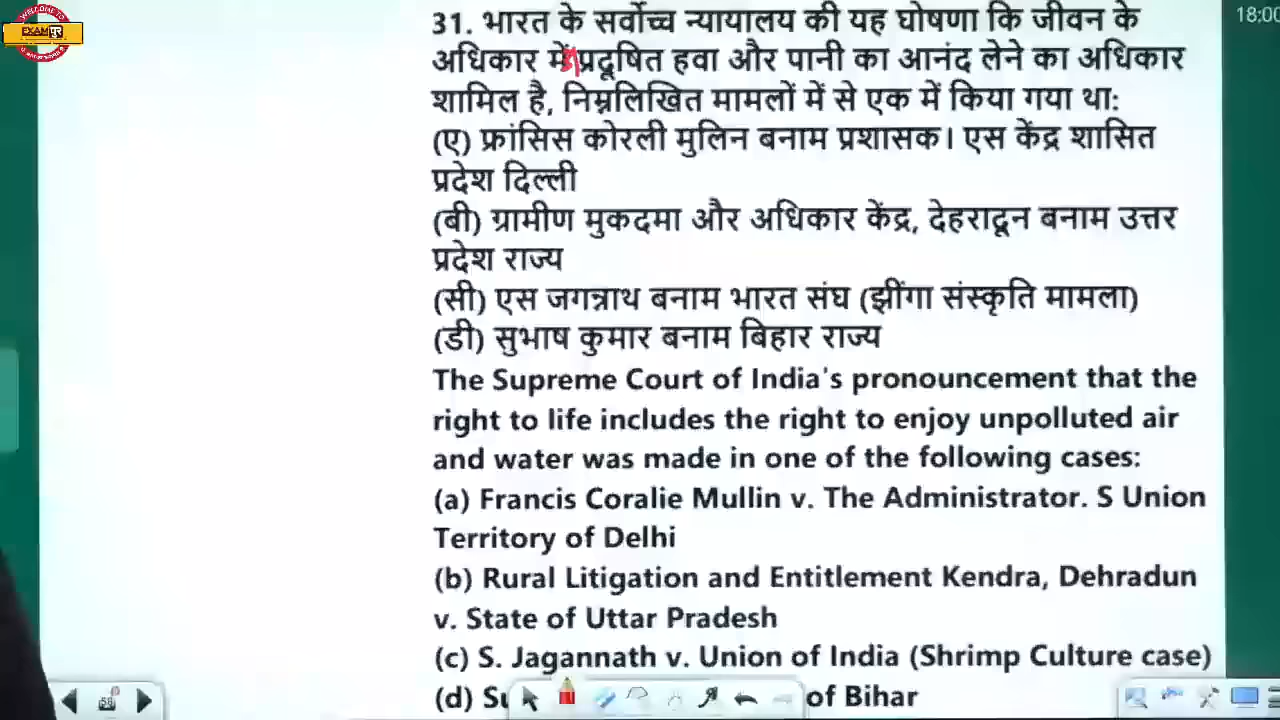 WELCOME TO
EXAMपुर
18:00
31. भारत के सर्वोच्च न्यायालय की यह घोषणा कि जीवन के
अधिकार में अप्रदूषित हवा और पानी का आनंद लेने का अधिकार
शामिल है, निम्नलिखित मामलों में से एक में किया गया था:
(ए) फ्रांसिस कोरली मुलिन बनाम प्रशासक। एस केंद्र शासित
प्रदेश दिल्ली
(बी) ग्रामीण मुकदमा और अधिकार केंद्र, देहरादून बनाम उत्तर
प्रदेश राज्य
(सी) एस जगन्नाथ बनाम भारत संघ (झींगा संस्कृति मामला)
(डी) सुभाष कुमार बनाम बिहार राज्य
The Supreme Court of India's pronouncement that the
right to life includes the right to enjoy unpolluted air
and water was made in one of the following cases:
(a) Francis Coralie Mullin v. The Administrator. S Union
Territory of Delhi
(b) Rural Litigation and Entitlement Kendra, Dehradun
v. State of Uttar Pradesh
(c) S. Jagannath v. Union of India (Shrimp Culture case)
(d) of Bihar